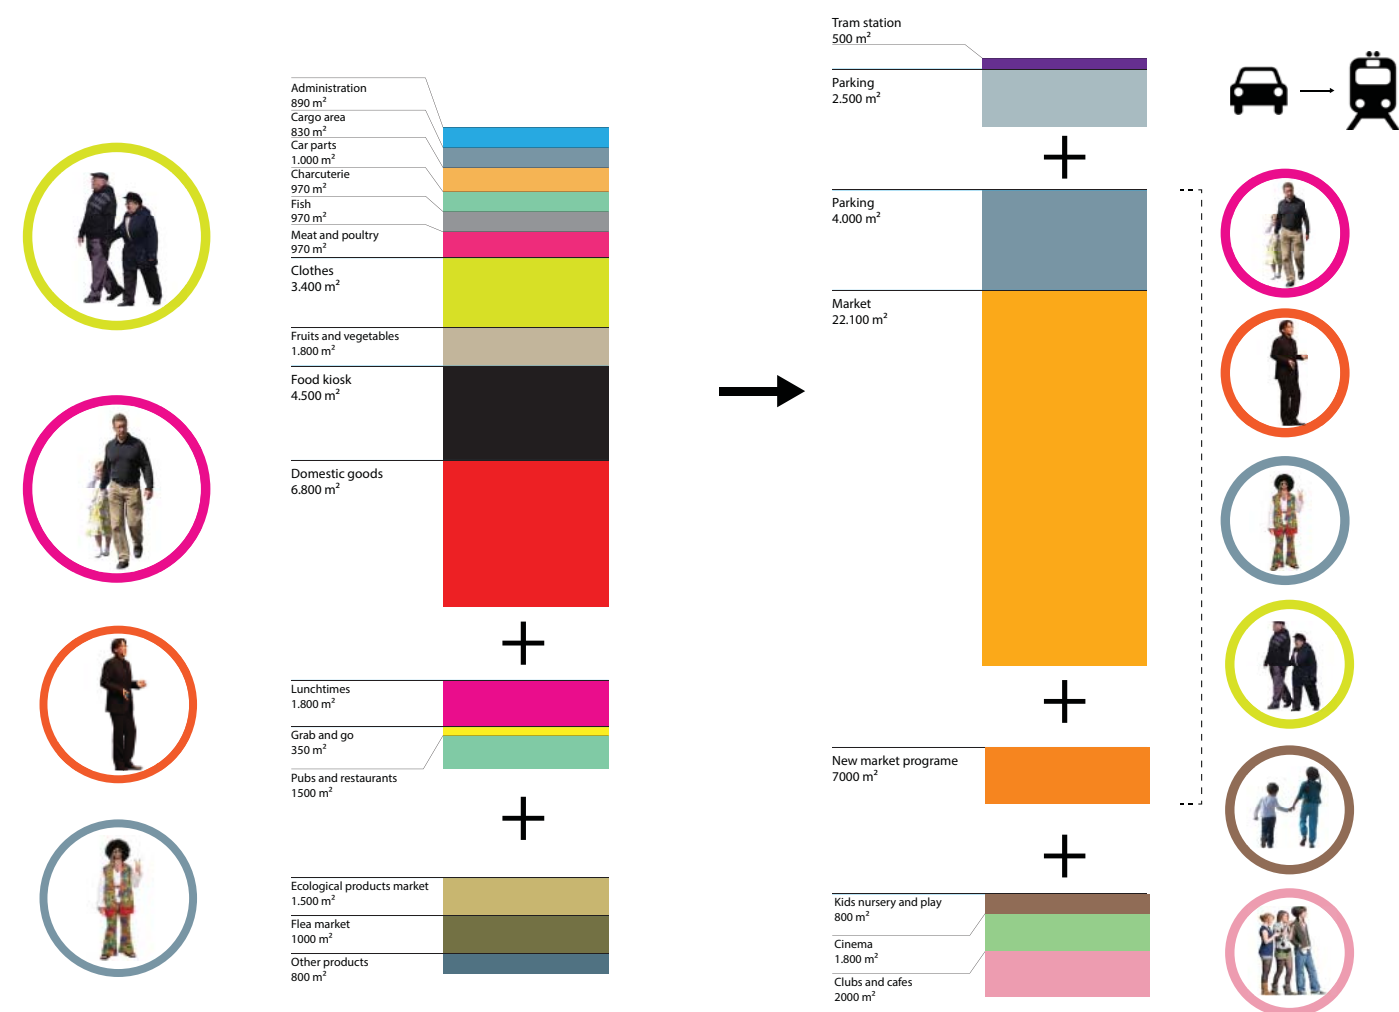 Administration
890 m²
Cargo area
830 m²
Car parts
1.000 m²
Charcuterie
970 m²
Fish
970 m²
Meat and poultry
970 m²
Clothes
3.400 m²
Fruits and vegetables
1.800 m²
Food kiosk
4.500 m²
Domestic goods
6.800 m²
+
Lunchtimes
1.800 m²
Grab and go
350 m²
Pubs and restaurants
1500 m²
+
Ecological products market
1.500 m²
Flea market
1000 m²
Other products
800 m²
Tram station
500 m²
Parking
2.500 m²
+
Parking
4.000 m²
Market
22.100 m²
+
New market programe
7000 m²
+
Kids nursery and play
800 m²
Cinema
1.800 m²
Clubs and cafes
2000 m²